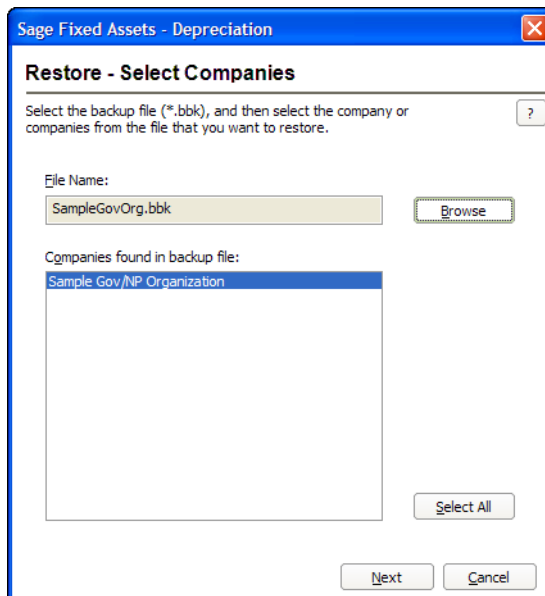 Sage Fixed Assets - Depreciation
Restore - Select Companies
Select the backup file (*.bbk), and then select the company or
companies from the file that you want to restore.
?
File Name:
SampleGovOrg.bbk
Browse
Companies found in backup file:
Sample Gov/NP Organization
Select All
Next
Cancel